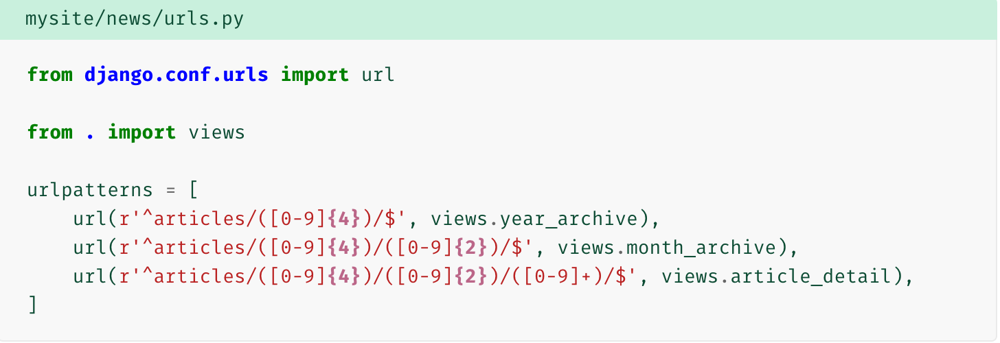 mysite/news/urls.py
from django.conf.urls import url
from . import views
urlpatterns = [
    url(r'^articles/([0-9]{4})/$', views.year_archive),
    url(r'^articles/([0-9]{4})/([0-9]{2})/$', views.month_archive),
    url(r'^articles/([0-9]{4})/([0-9]{2})/([0-9]+)/$', views.article_detail),
]